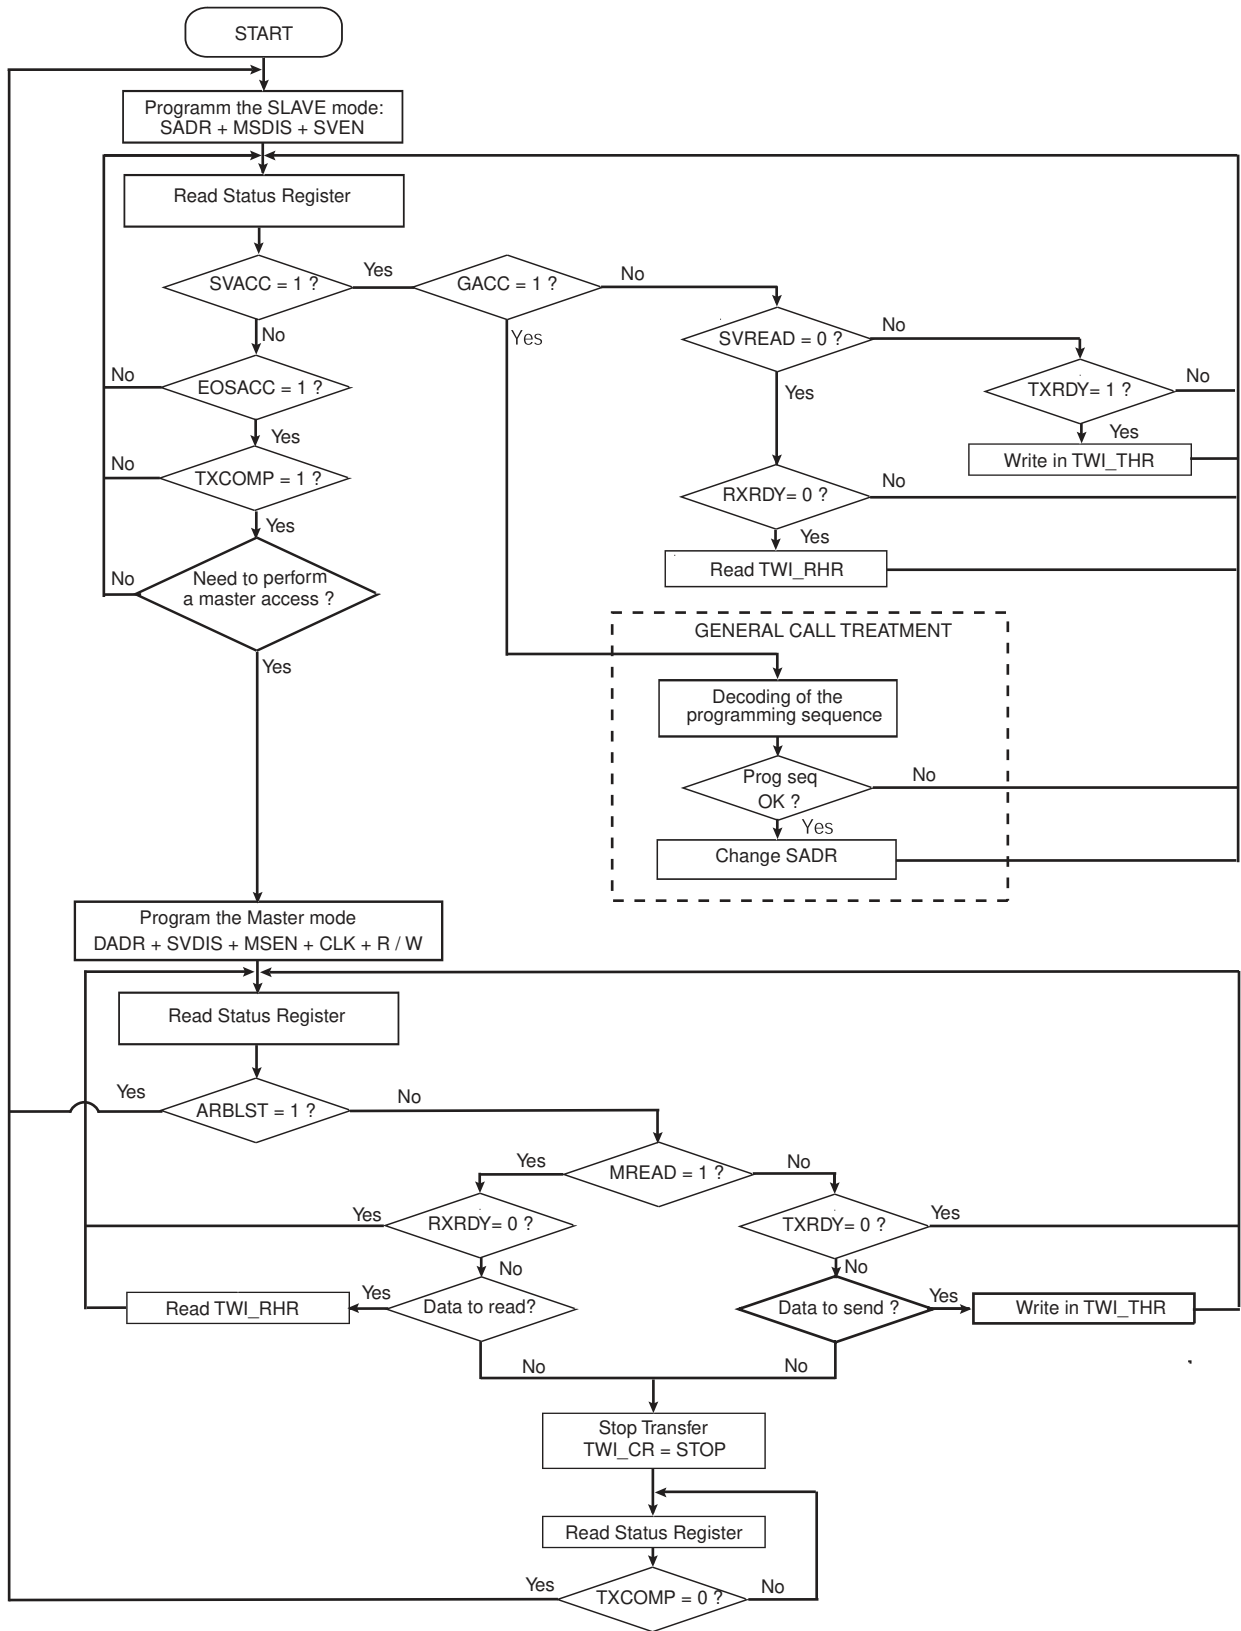 START
Programm the SLAVE mode:
SADR + MSDIS + SVEN
Read Status Register
SVACC = 1 ?
Yes
GACC = 1 ?
No
No
Yes
SVREAD = 0 ?
No
EOSACC = 1 ?
No
Yes
Yes
TXRDY= 1 ?
No
Yes
Write in TWI_THR
TXCOMP = 1 ?
No
Yes
RXRDY= 0 ?
No
Yes
Read TWI_RHR
Need to perform
a master access ?
No
Yes
GENERAL CALL TREATMENT
Decoding of the
programming sequence
Prog seq
OK ?
No
Yes
Change SADR
Program the Master mode
DADR + SVDIS + MSEN + CLK + R / W
Read Status Register
Yes
ARBLST = 1 ?
No
Yes
MREAD = 1 ?
No
Yes
RXRDY= 0 ?
TXRDY= 0 ?
Yes
No
No
Read TWI_RHR
Yes
Data to read?
Data to send ?
Yes
Write in TWI_THR
No
No
Stop Transfer
TWI_CR = STOP
Read Status Register
Yes
TXCOMP = 0 ?
No